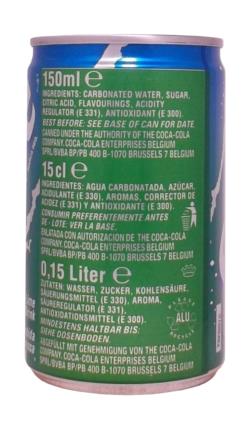 150ml e
INGREDIENTS: CARBONATED WATER, SUGAR,
CITRIC ACID, FLAVOURINGS, ACIDITY
REGULATOR (E 331), ANTIOXIDANT (E 300).
BEST BEFORE: SEE BASE OF CAN FOR DATE.
CANNED UNDER THE AUTHORITY OF THE COCA-COLA
COMPANY. COCA-COLA ENTERPRISES BELGIUM
SPRL/BVBA BP/PB 400 B-1070 BRUSSELS 7 BELGIUM
15cl e
INGREDIENTES: AGUA CARBONATADA, AZÚCAR,
ACIDULANTE (E 330), AROMAS, CORRECTOR DE
ACIDEZ (E 331) Y ANTIOXIDANTE (E 300).
CONSUMIR PREFERENTEMENTE ANTES
DE - LOTE: VER LA BASE.
ENLATADA CON AUTORIZACION DE THE COCA-COLA
COMPANY. COCA-COLA ENTERPRISES BELGIUM
SPRL/BVBA BP/PB 400 B-1070 BRUSSELS 7 BELGIUM
0,15 Liter e
ZUTATEN: WASSER, ZUCKER, KOHLENSÄURE,
SÄUERUNGSMITTEL (E 330), AROMA,
SÄUREREGULATOR (E 331),
ANTIOXIDATIONSMITTEL (E 300).
MINDESTENS HALTBAR BIS:
SIEHE DOSENBODEN.
ABGEFÜLLT MIT GENEHMIGUNG VON THE COCA-COLA
COMPANY. COCA-COLA ENTERPRISES BELGIUM
SPRL/BVBA BP/PB 400 B-1070 BRUSSELS 7 BELGIUM
ALU